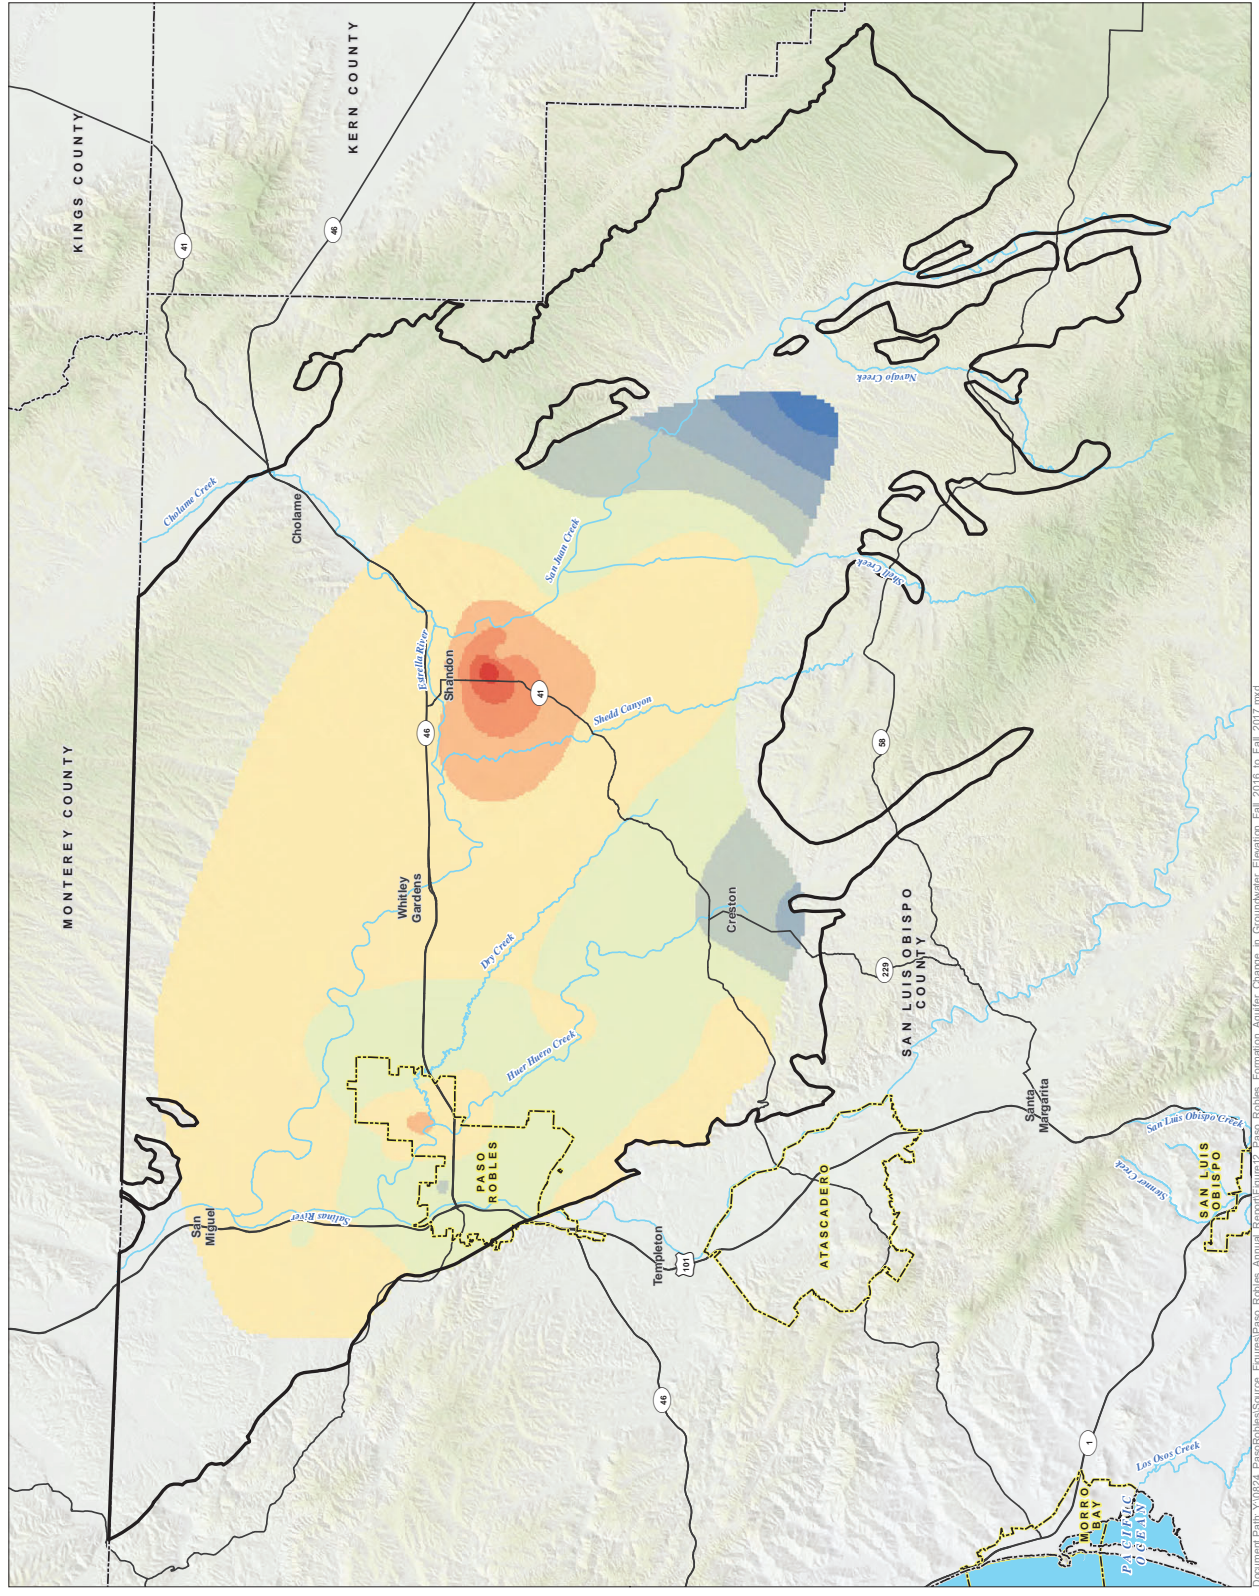 KINGS COUNTY
KERN COUNTY
MONTEREY COUNTY
41
46
Cholame Creek
Cholame
San Juan Creek
Navajo Creek
Shell Creek
Estrella River
Shandon
41
46
Shedd Canyon
58
Whitley
Gardens
Dry Creek
Creston
Huer Huero Creek
229
SAN LUIS OBISPO
COUNTY
PASO
ROBLES
San
Miguel
Salinas River
Templeton
101
ATASCADERO
Santa
Margarita
San Luis Obispo Creek
Stenner Creek
SAN LUIS
OBISPO
46
1
Los Osos Creek
MORRO
BAY
PACIFIC
OCEAN